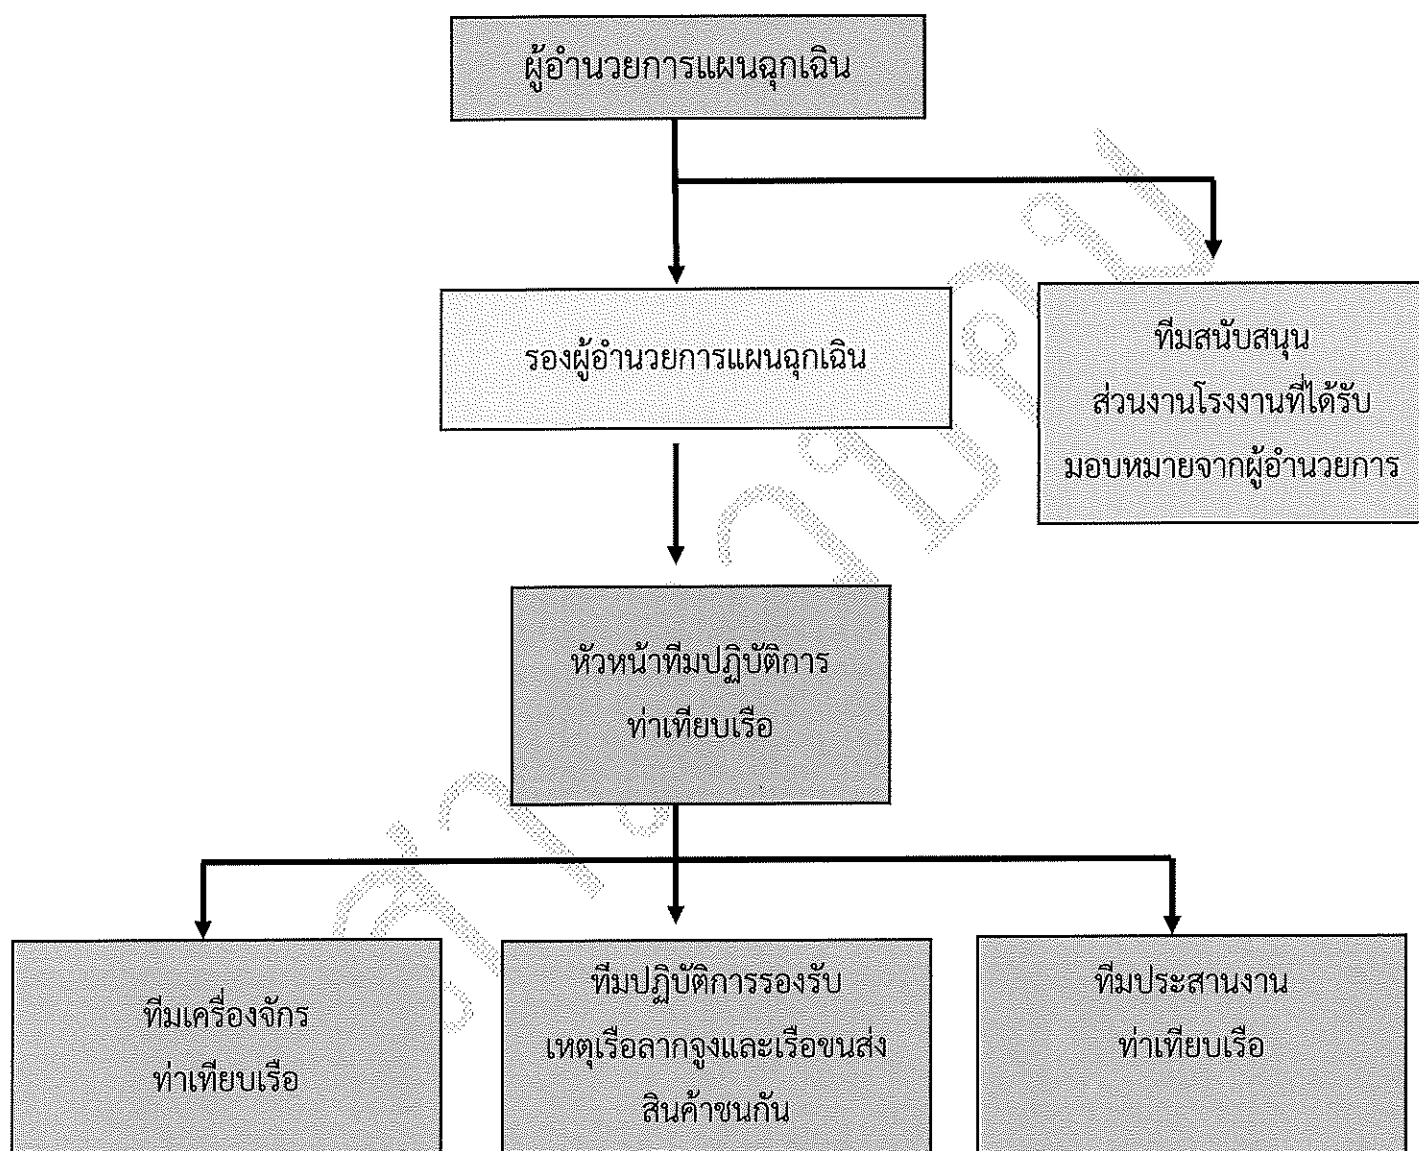 ผู้อำนวยการแผนฉุกเฉิน
รองผู้อำนวยการแผนฉุกเฉิน
ทีมสนับสนุน
ส่วนงานโรงงานที่ได้รับ
มอบหมายจากผู้อำนวยการ
หัวหน้าทีมปฏิบัติการ
ท่าเทียบเรือ
ทีมเครื่องจักร
ท่าเทียบเรือ
ทีมปฏิบัติการรองรับ
เหตุเรือลากจูงและเรือขนส่ง
สินค้าชนกัน
ทีมประสานงาน
ท่าเทียบเรือ